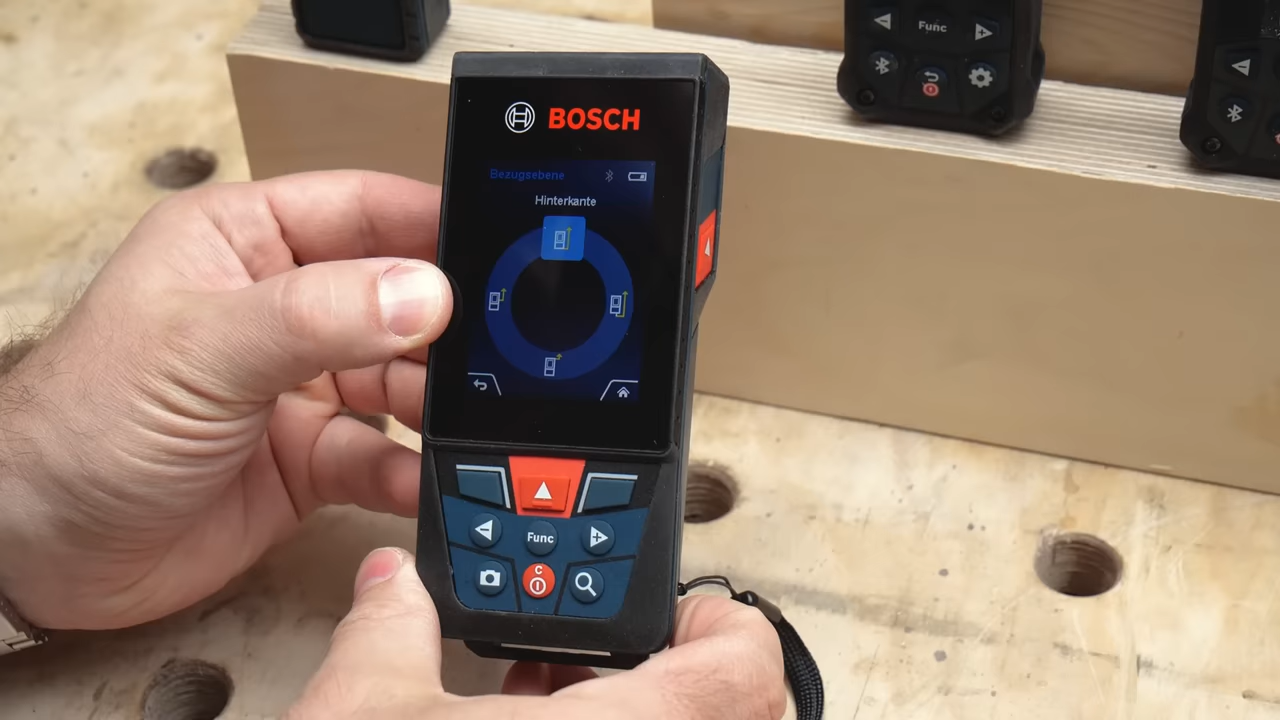 Func
BOSCH
Bezugsebene
Hinterkante
Func
C